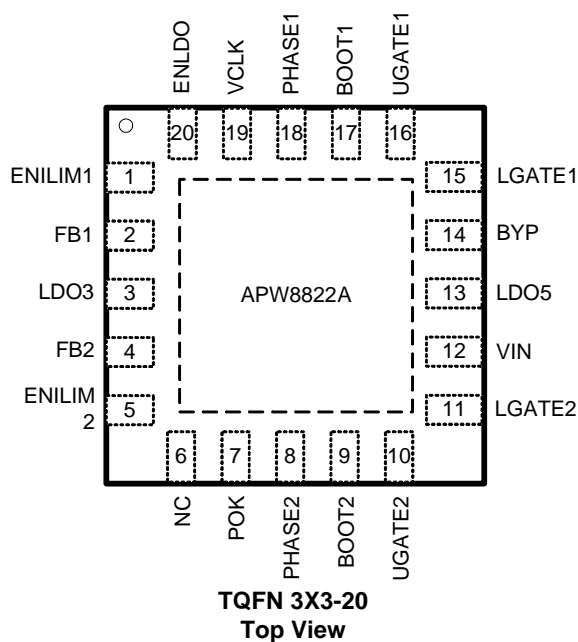 ENLDO
VCLK
PHASE1
BOOT1
UGATE1
20
19
18
17
16
ENILIM1
1
15
LGATE1
FB1
2
14
BYP
LDO3
3
APW8822A
13
LDO5
FB2
4
12
VIN
ENILIM
2
5
11
LGATE2
6
7
8
9
10
NC
POK
PHASE2
BOOT2
UGATE2
TQFN 3X3-20
Top View